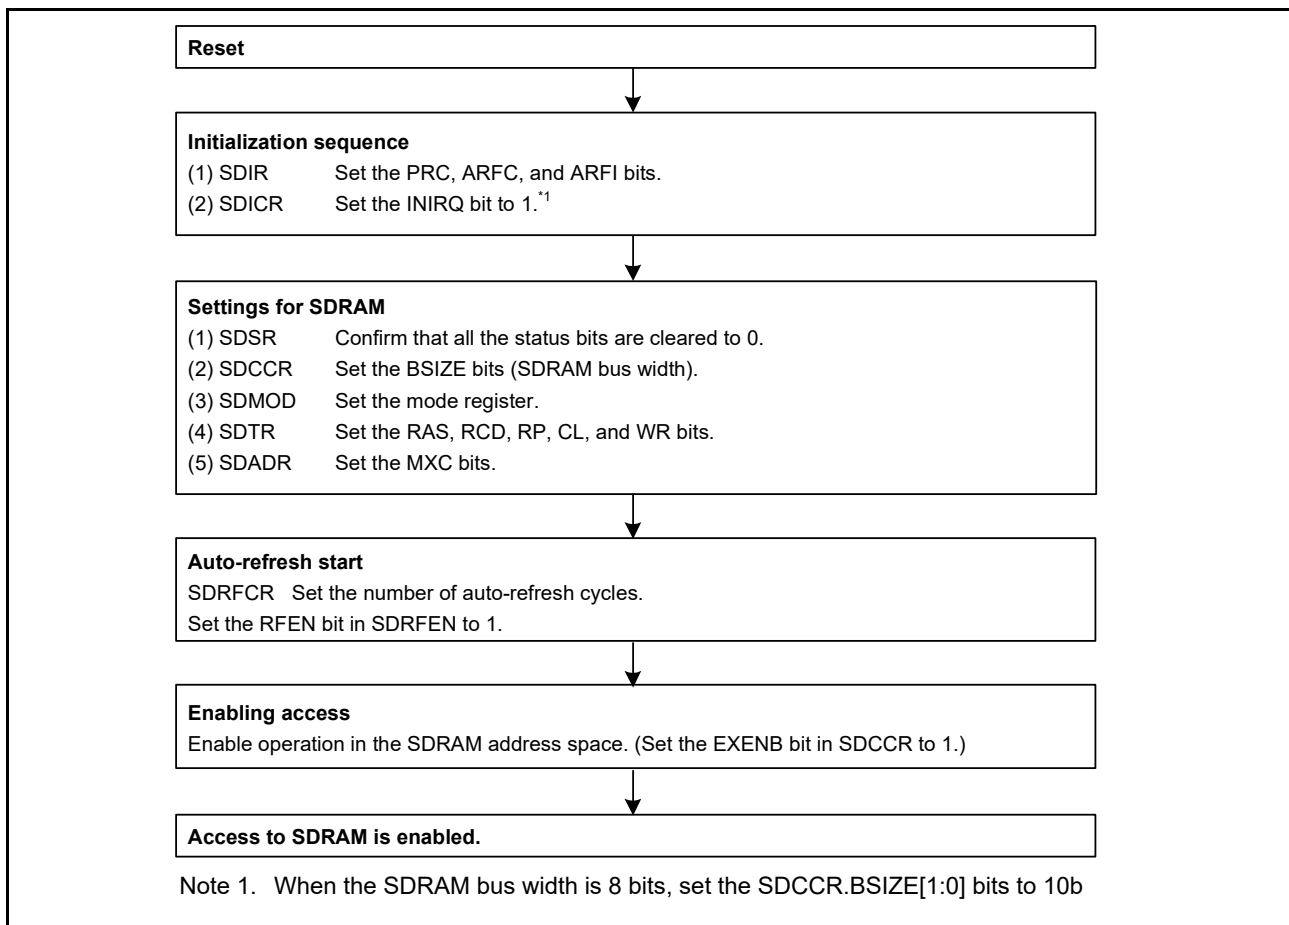 Reset
Initialization sequence
(1) SDIR Set the PRC, ARFC, and ARFI bits.
(2) SDICR Set the INIRQ bit to 1.*1
Settings for SDRAM
(1) SDSR Confirm that all the status bits are cleared to 0.
(2) SDCCR Set the BSIZE bits (SDRAM bus width).
(3) SDMOD Set the mode register.
(4) SDTR Set the RAS, RCD, RP, CL, and WR bits.
(5) SDADR Set the MXC bits.
Auto-refresh start
SDRFCR Set the number of auto-refresh cycles.
Set the RFEN bit in SDRFEN to 1.
Enabling access
Enable operation in the SDRAM address space. (Set the EXENB bit in SDCCR to 1.)
Access to SDRAM is enabled.
Note 1. When the SDRAM bus width is 8 bits, set the SDCCR.BSIZE[1:0] bits to 10b